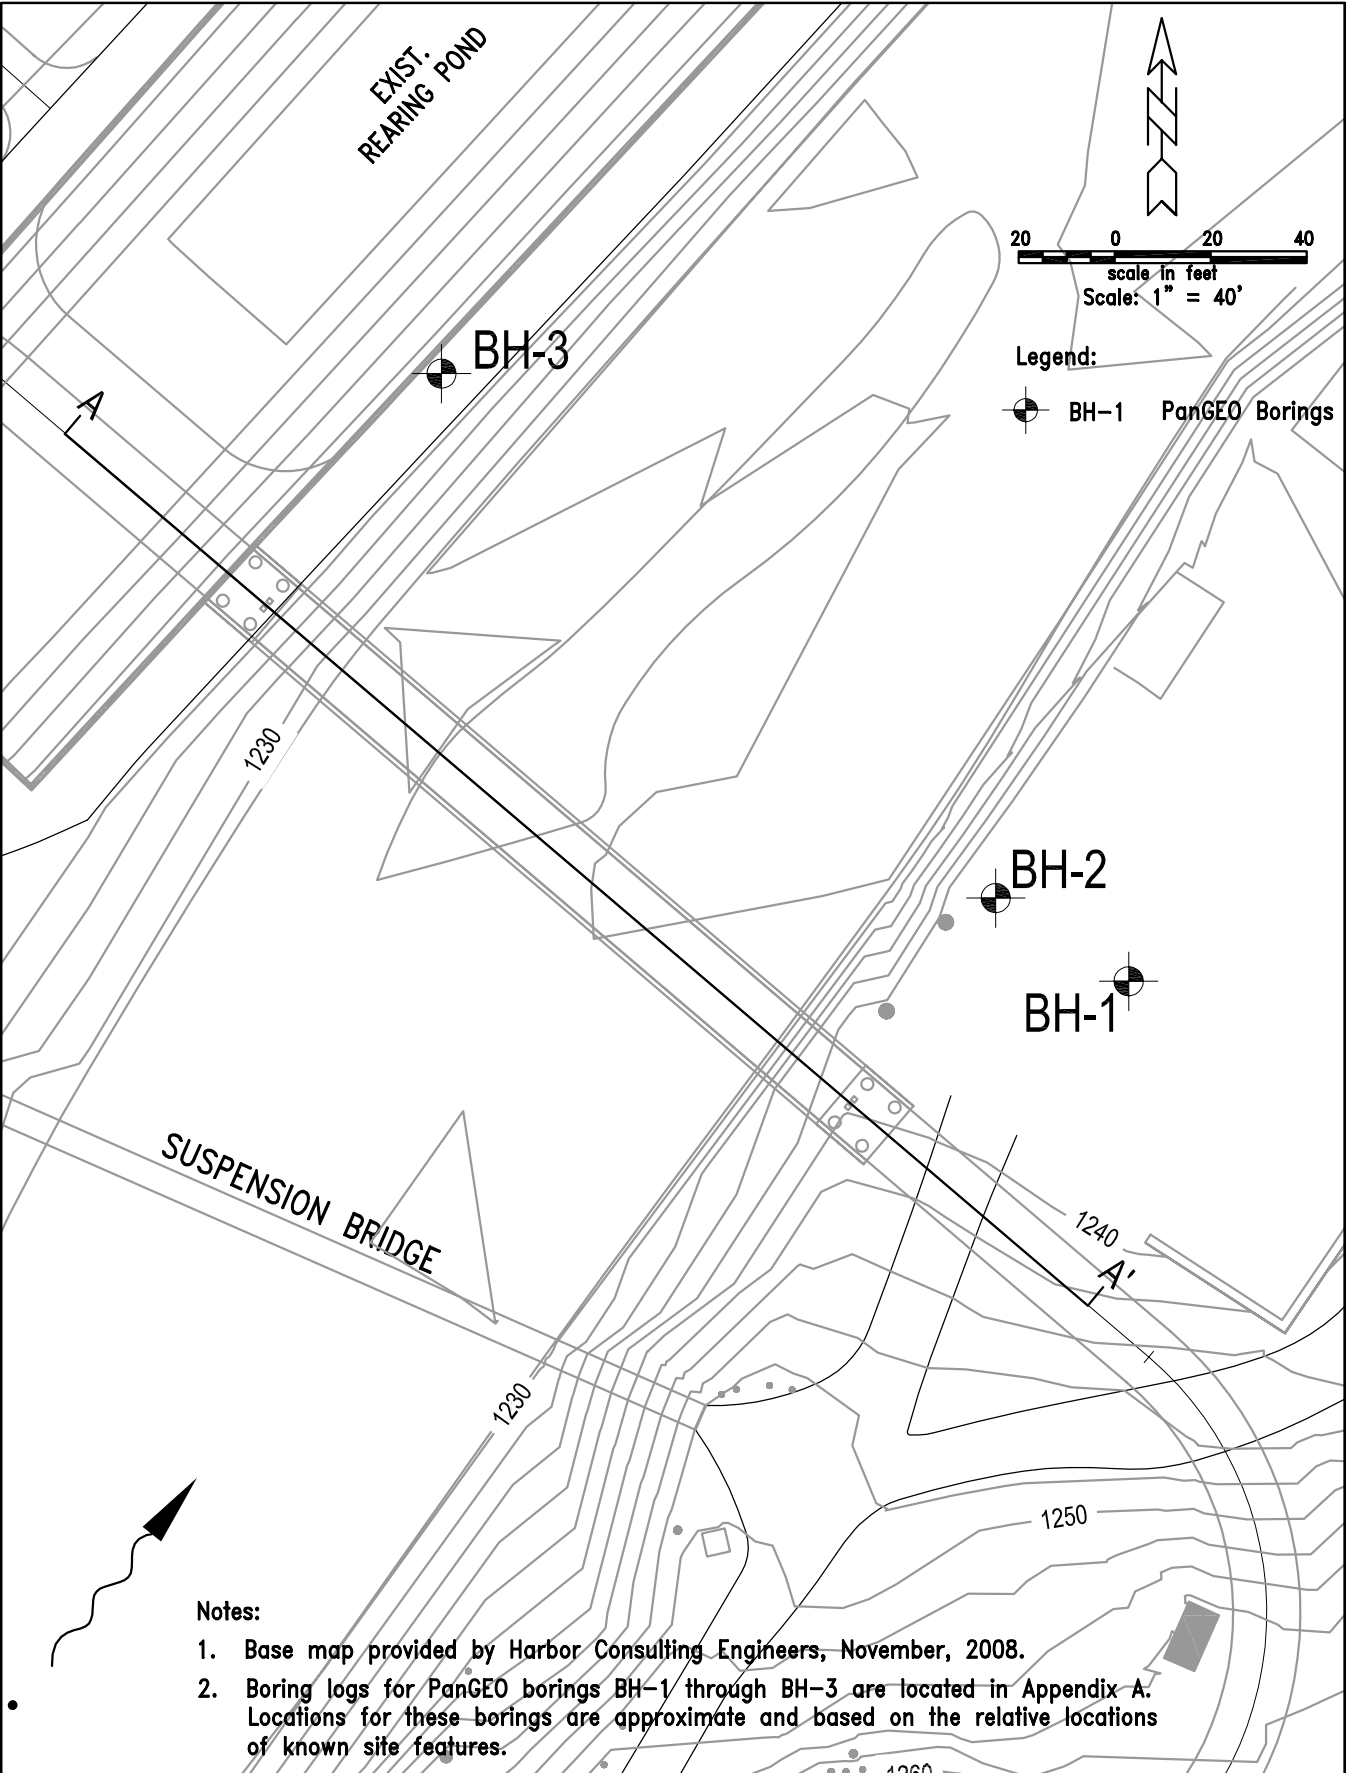 EXIST.
REARING POND
20 0 20 40
scale in feet
Scale: 1" = 40'
Legend:
BH-1 PanGEO Borings
BH-3
A
1230
BH-2
BH-1
SUSPENSION BRIDGE
1240
A'
1230
1250
Notes:
1. Base map provided by Harbor Consulting Engineers, November, 2008.
2. Boring logs for PanGEO borings BH-1 through BH-3 are located in Appendix A.
Locations for these borings are approximate and based on the relative locations
of known site features.
1260